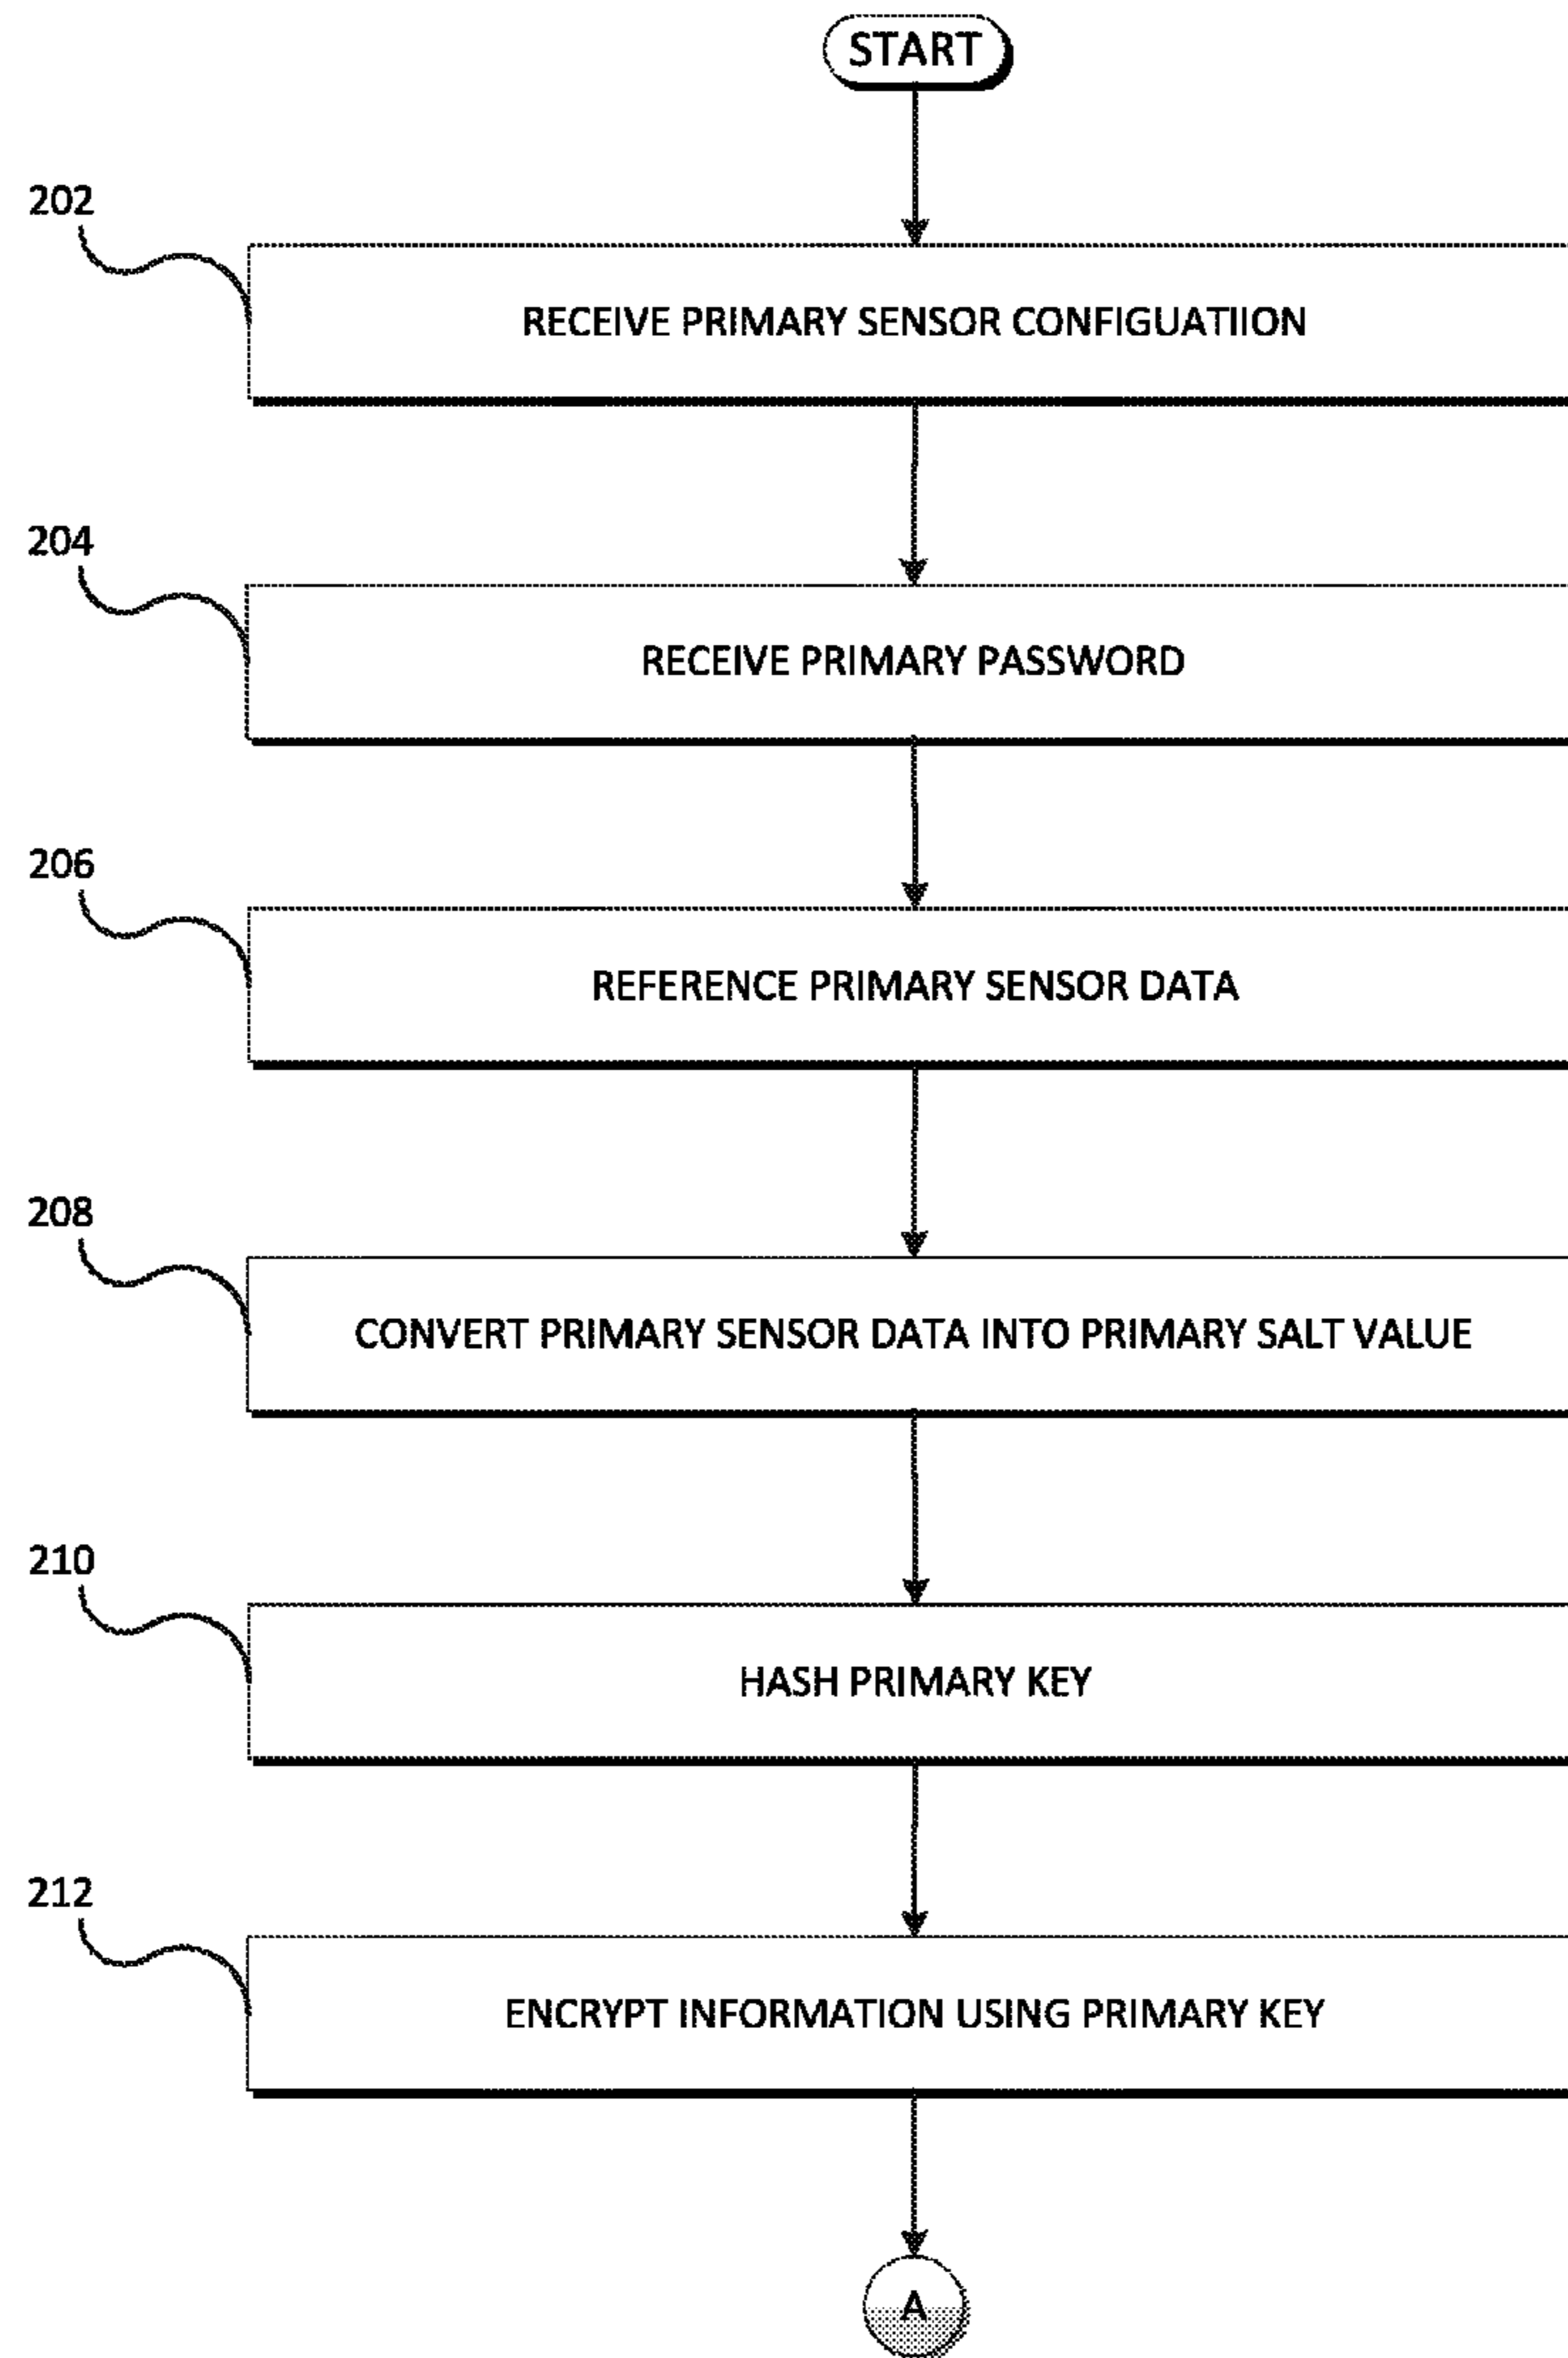 START
202
RECEIVE PRIMARY SENSOR CONFIGUATIION
204
RECEIVE PRIMARY PASSWORD
206
REFERENCE PRIMARY SENSOR DATA
208
CONVERT PRIMARY SENSOR DATA INTO PRIMARY SALT VALUE
210
HASH PRIMARY KEY
212
ENCRYPT INFORMATION USING PRIMARY KEY
A